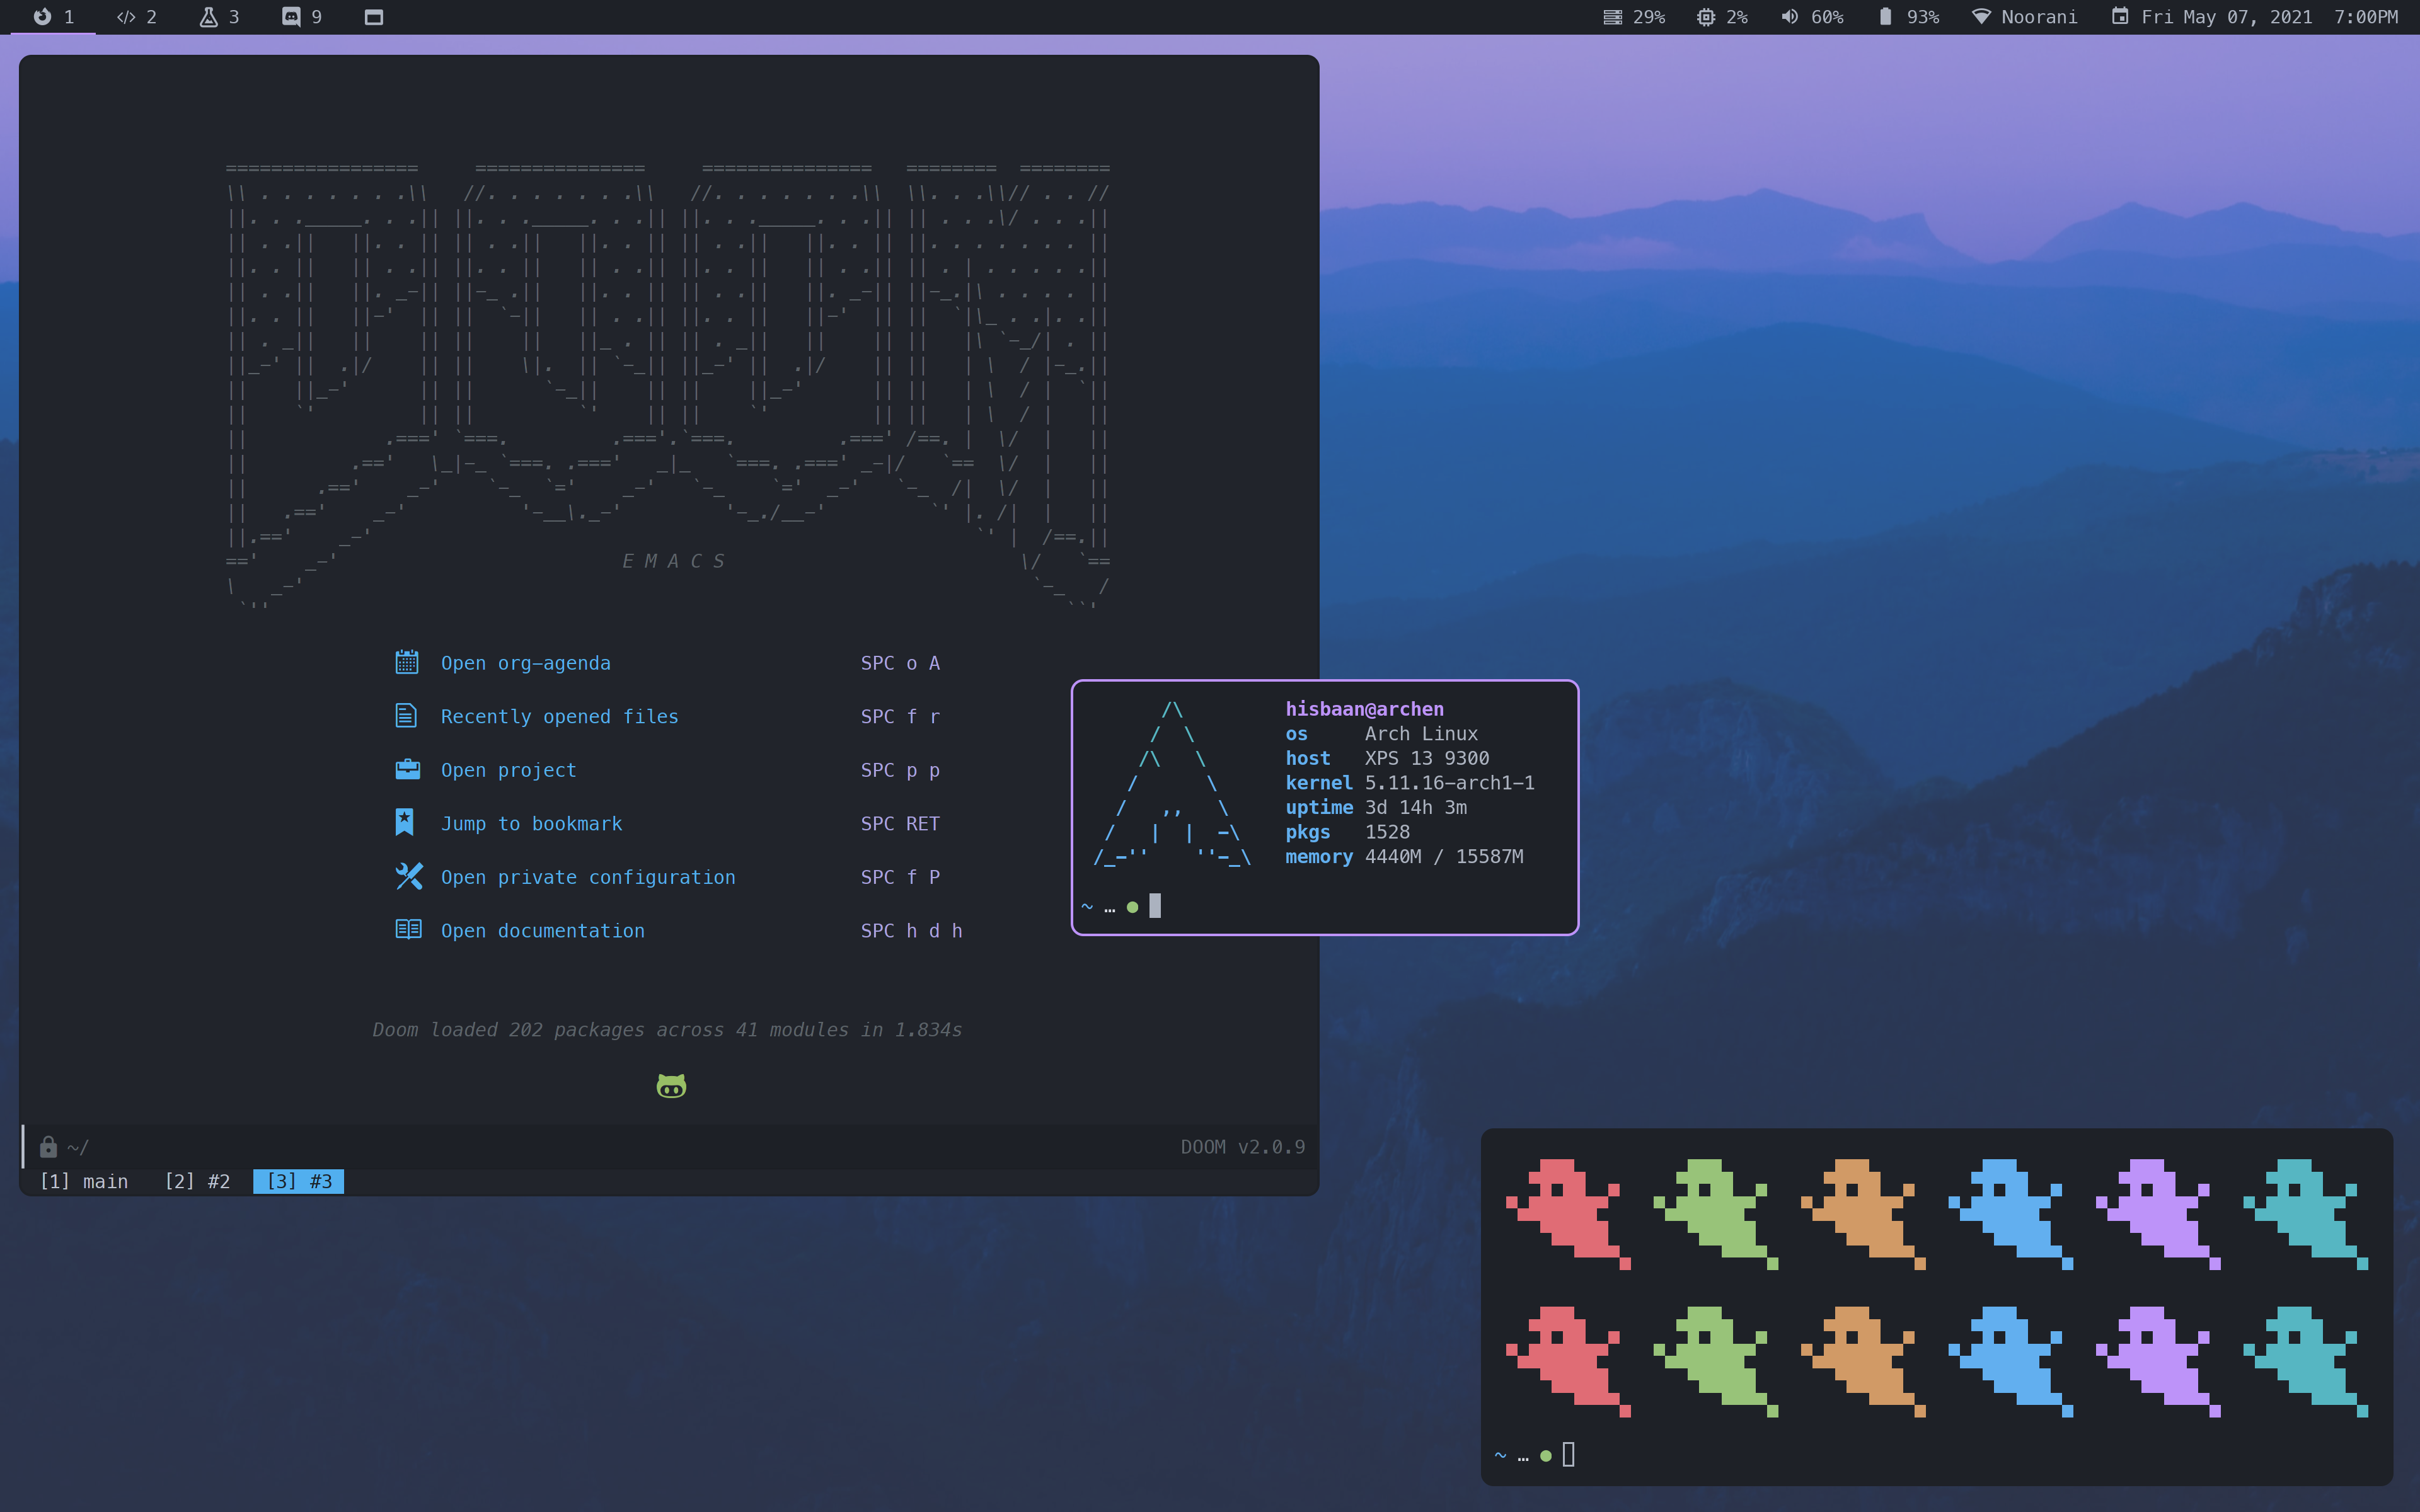 1 2 3 9 29% 2% 60% 93% Noorani Fri May 07, 2021 7:00PM
E M A C S
Open org-agenda SPC o A
Recently opened files SPC f r
Open project SPC p p
Jump to bookmark SPC RET
Open private configuration SPC f P
Open documentation SPC h d h
Doom loaded 202 packages across 41 modules in 1.834s
~/ DOOM v2.0.9
[1] main [2] #2 [3] #3
hisbaan@archen
os Arch Linux
host XPS 13 9300
kernel 5.11.16-arch1-1
uptime 3d 14h 3m
pkgs 1528
memory 4440M / 15587M
~ … ●
~ … ●